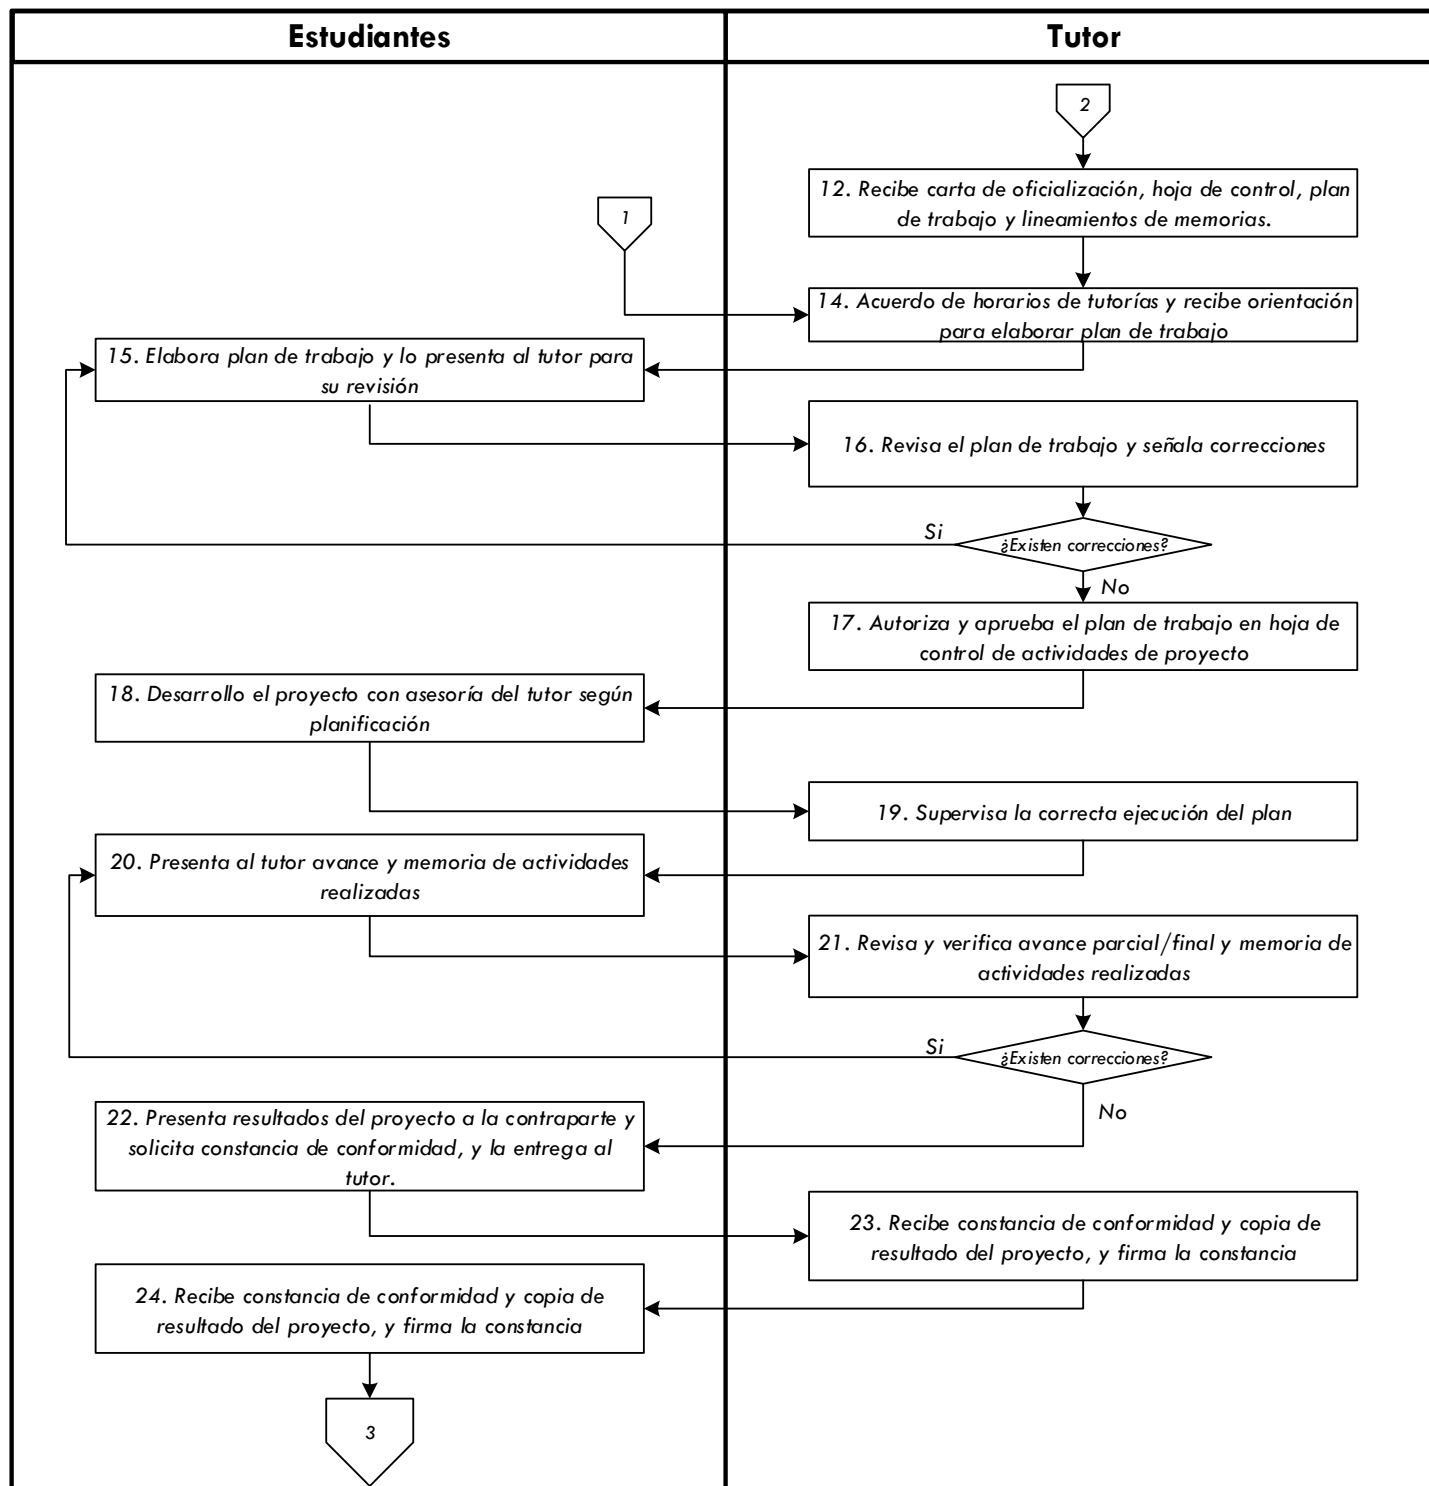 Estudiantes
Tutor
2
12. Recibe carta de oficialización, hoja de control, plan
de trabajo y lineamientos de memorias.
1
14. Acuerdo de horarios de tutorías y recibe orientación
para elaborar plan de trabajo
15. Elabora plan de trabajo y lo presenta al tutor para
su revisión
16. Revisa el plan de trabajo y señala correcciones
Si
¿Existen correcciones?
No
17. Autoriza y aprueba el plan de trabajo en hoja de
control de actividades de proyecto
18. Desarrollo el proyecto con asesoría del tutor según
planificación
19. Supervisa la correcta ejecución del plan
20. Presenta al tutor avance y memoria de actividades
realizadas
21. Revisa y verifica avance parcial/final y memoria de
actividades realizadas
Si
¿Existen correcciones?
No
22. Presenta resultados del proyecto a la contraparte y
solicita constancia de conformidad, y la entrega al
tutor.
23. Recibe constancia de conformidad y copia de
resultado del proyecto, y firma la constancia
24. Recibe constancia de conformidad y copia de
resultado del proyecto, y firma la constancia
3